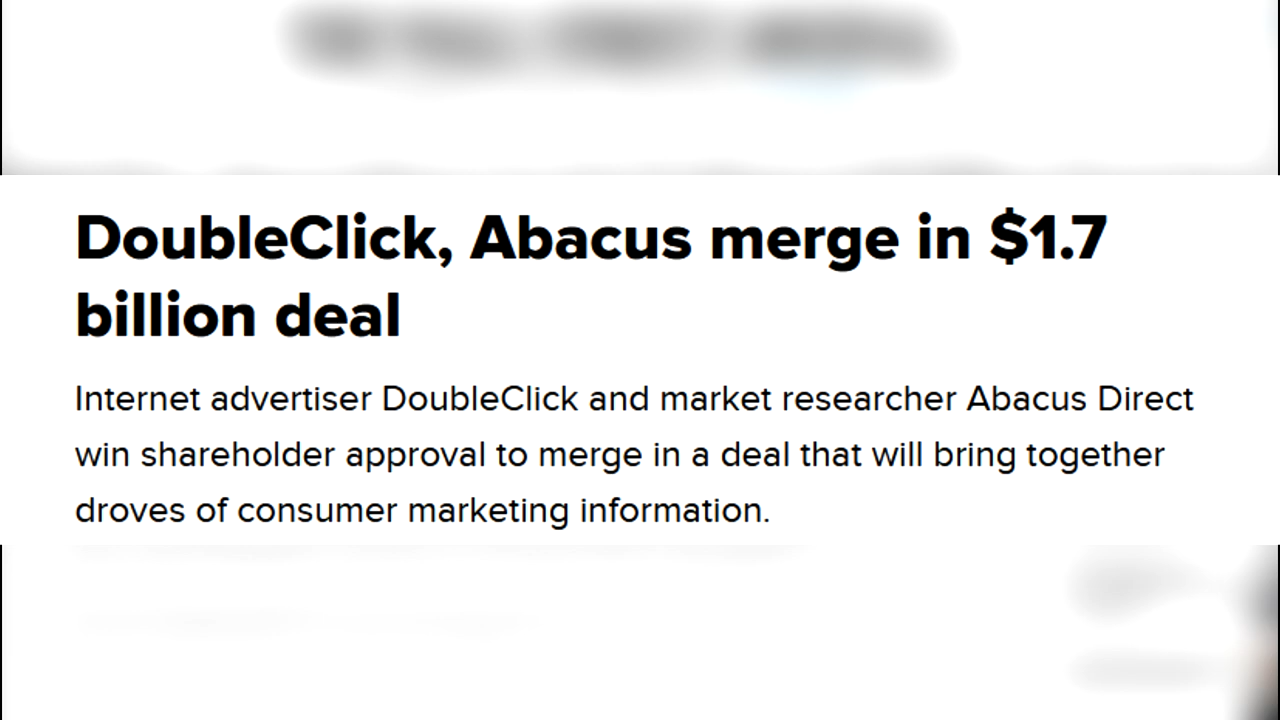 DoubleClick, Abacus merge in $1.7
billion deal
Internet advertiser DoubleClick and market researcher Abacus Direct
win shareholder approval to merge in a deal that will bring together
droves of consumer marketing information.